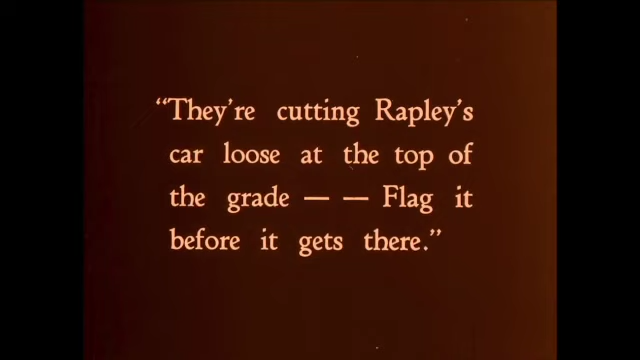 “They’re cutting Rapley’s
car loose at the top of
the grade — — Flag it
before it gets there.”